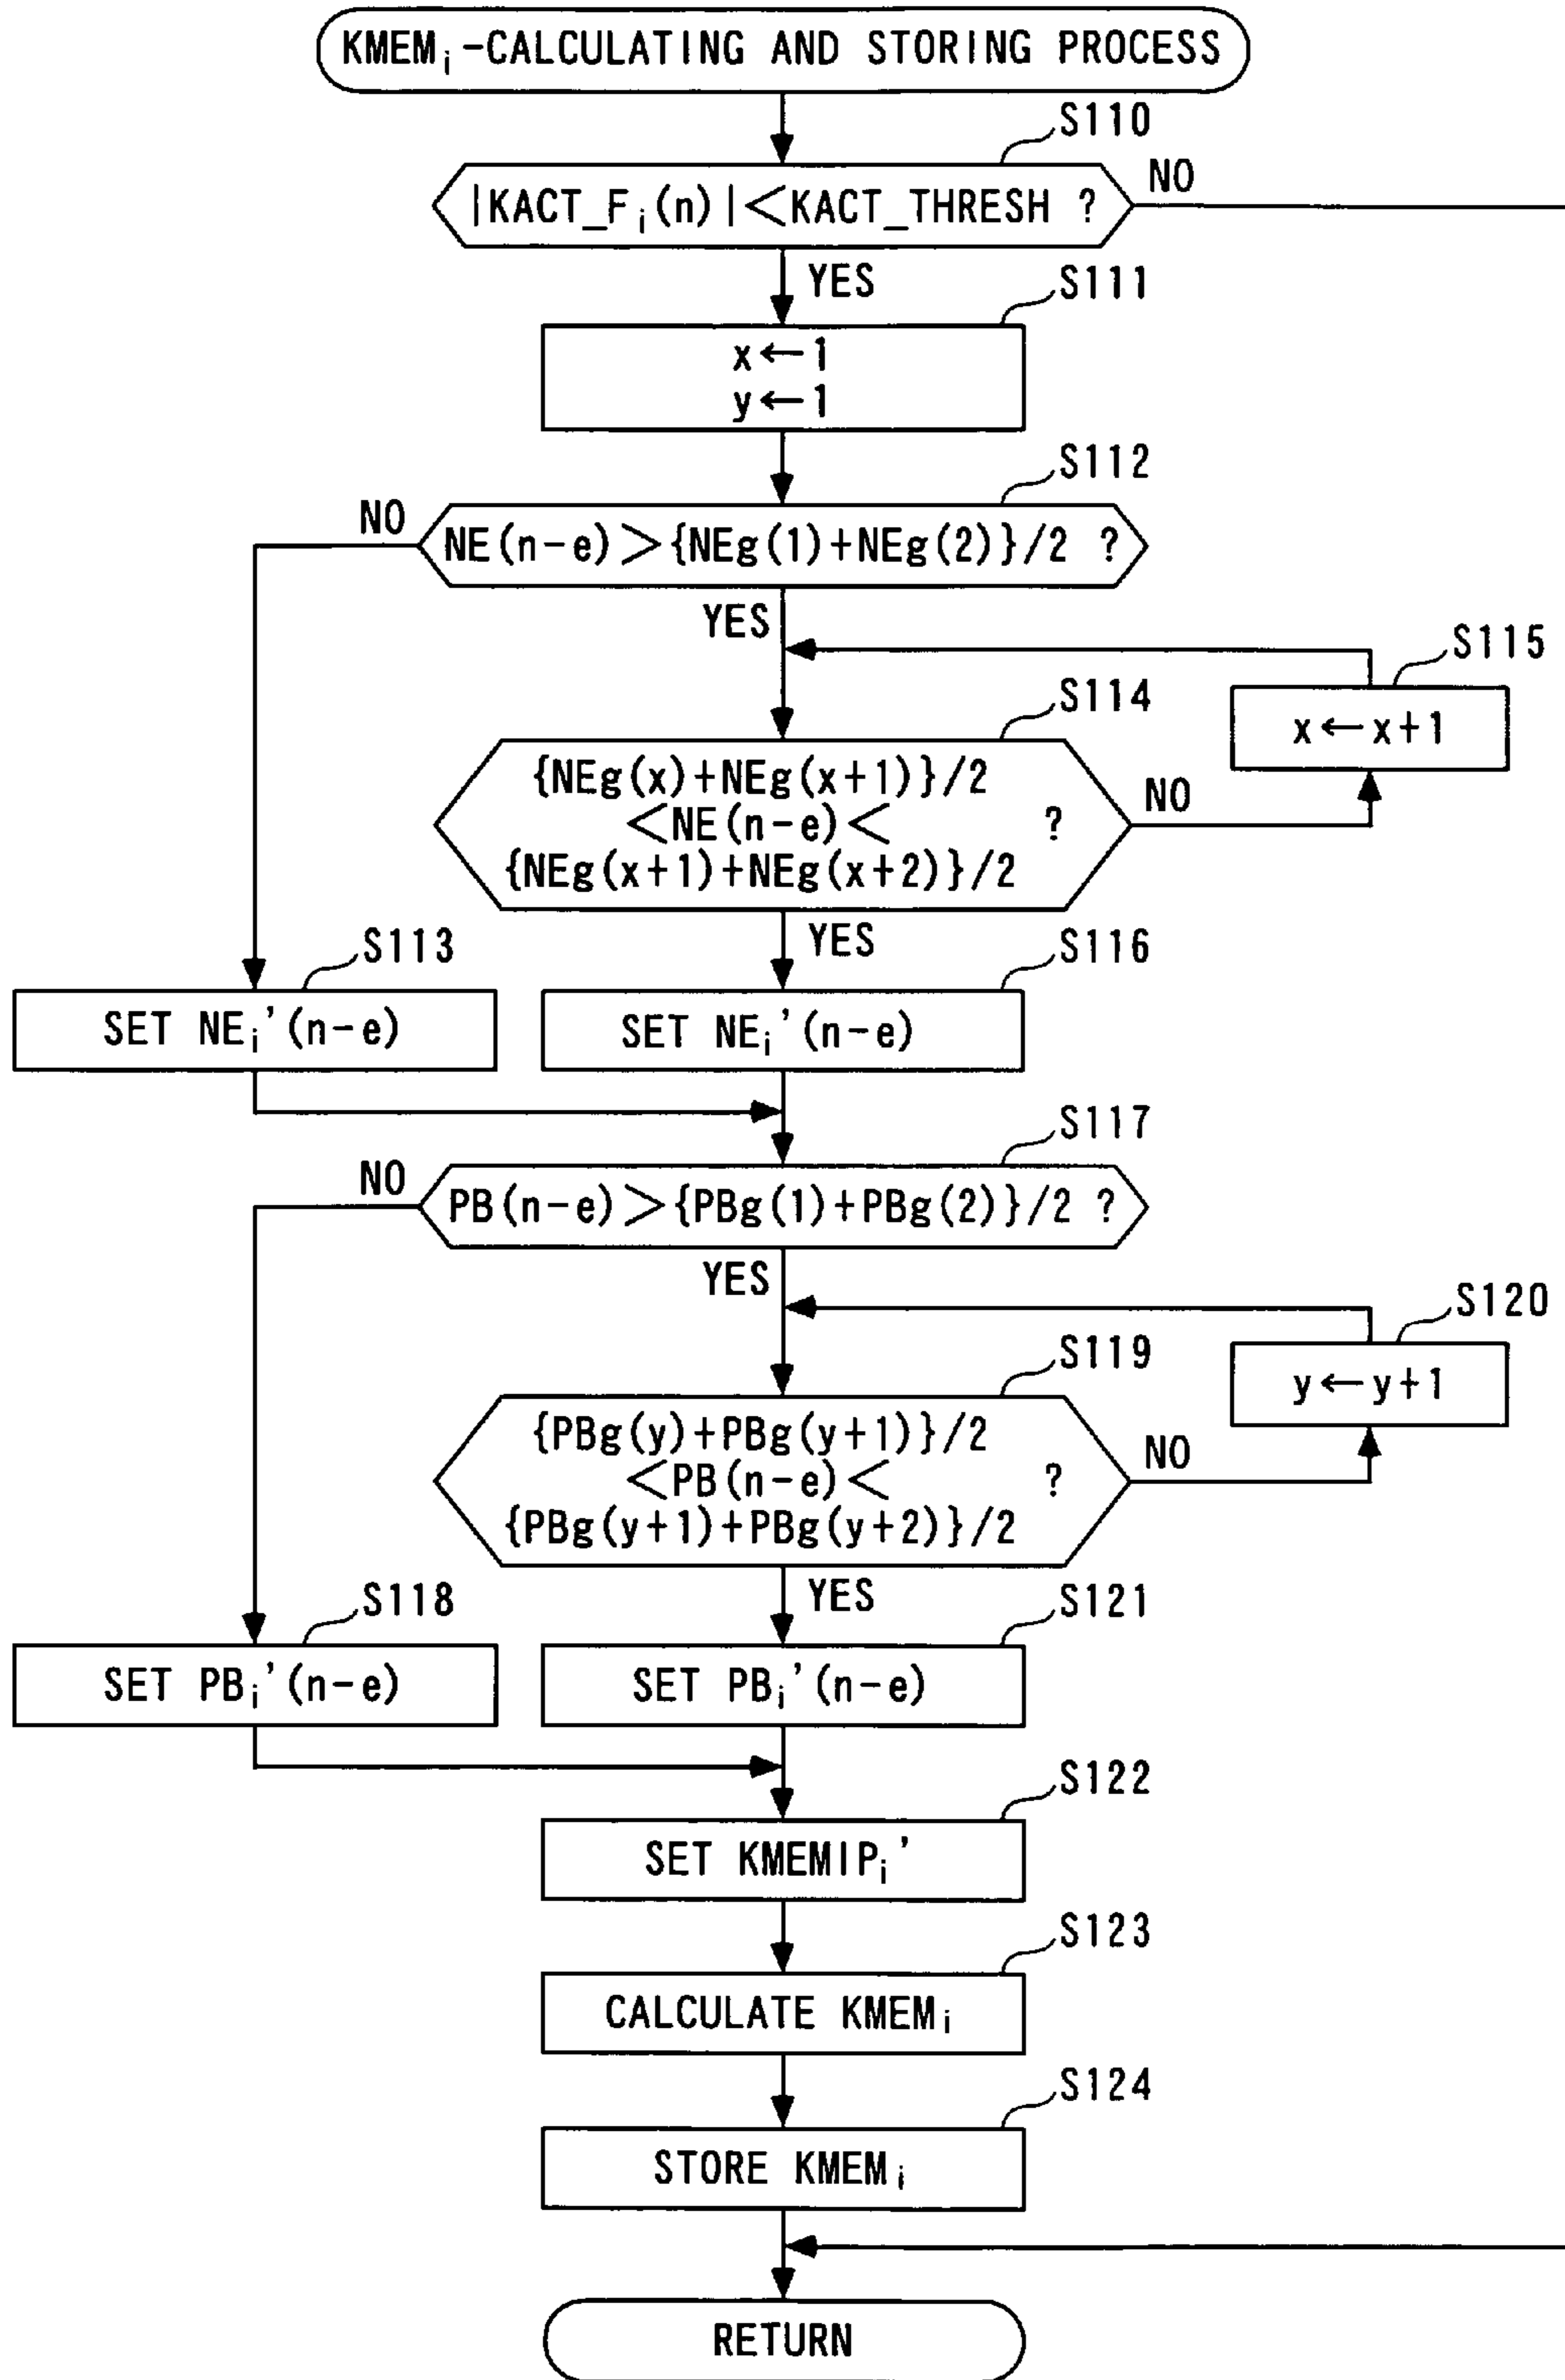 KMEMᵢ-CALCULATING AND STORING PROCESS
S110
|KACT_Fᵢ(n)|<KACT_THRESH ?
NO
YES
S111
x←1
y←1
S112
NO
NE(n-e)>{NEg(1)+NEg(2)}/2 ?
YES
S115
x←x+1
S114
{NEg(x)+NEg(x+1)}/2
<NE(n-e)< ?
{NEg(x+1)+NEg(x+2)}/2
NO
YES
S113
SET NEᵢ'(n-e)
S116
SET NEᵢ'(n-e)
S117
NO
PB(n-e)>{PBg(1)+PBg(2)}/2 ?
YES
S120
y←y+1
S119
{PBg(y)+PBg(y+1)}/2
<PB(n-e)< ?
{PBg(y+1)+PBg(y+2)}/2
NO
YES
S118
SET PBᵢ'(n-e)
S121
SET PBᵢ'(n-e)
S122
SET KMEMIPᵢ'
S123
CALCULATE KMEMᵢ
S124
STORE KMEMᵢ
RETURN